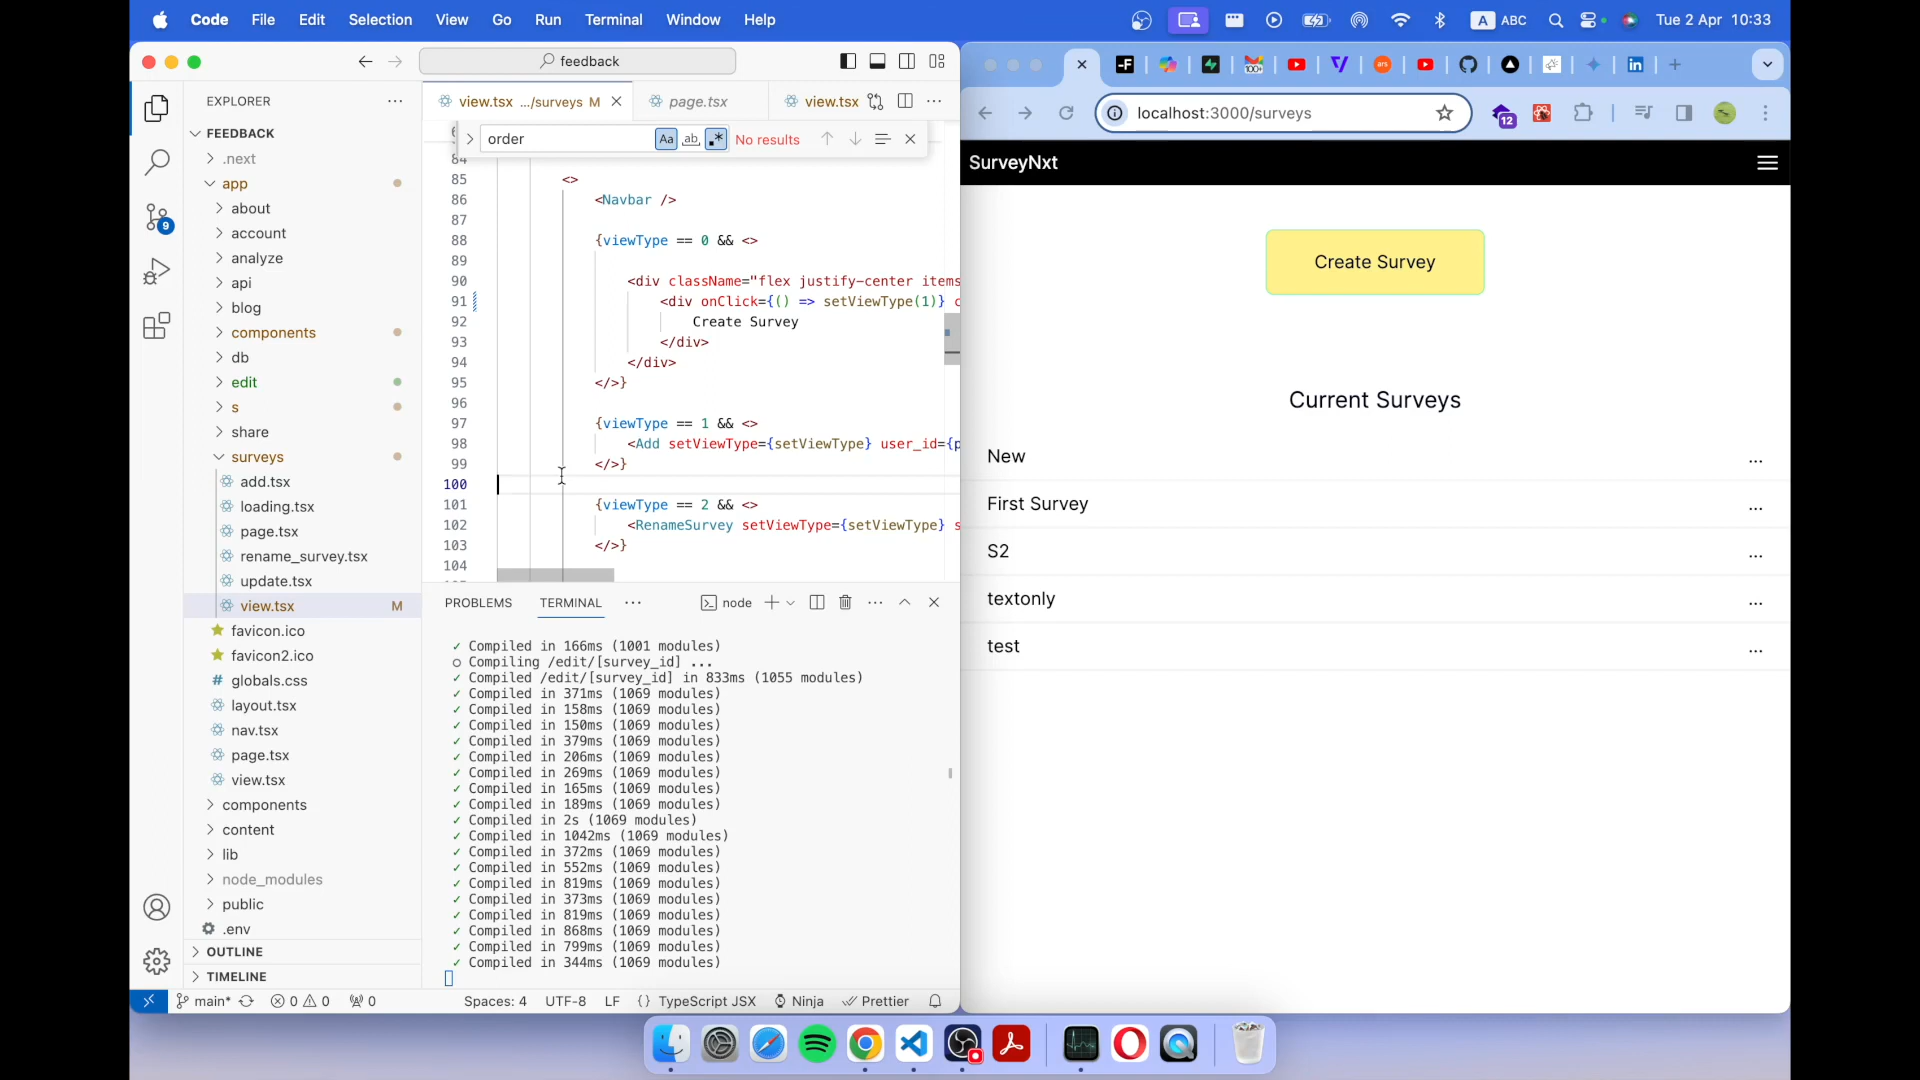 Code File Edit Selection View Go Run Terminal Window Help
A ABC Tue 2 Apr 10:33
feedback
EXPLORER
FEEDBACK
.next
app
about
account
analyze
api
blog
components
db
edit
s
share
surveys
add.tsx
loading.tsx
page.tsx
rename_survey.tsx
update.tsx
view.tsx M
favicon.ico
favicon2.ico
globals.css
layout.tsx
nav.tsx
page.tsx
view.tsx
components
content
lib
node_modules
public
.env
OUTLINE
TIMELINE
9
view.tsx .../surveys M
page.tsx
view.tsx
order
Aa
ab
No results
84
85 <>
86 <Navbar />
87
88 {viewType == 0 && <>
89
90 <div className="flex justify-center items
91 <div onClick={() => setViewType(1)} c
92 Create Survey
93 </div>
94 </div>
95 </>}
96
97 {viewType == 1 && <>
98 <Add setViewType={setViewType} user_id={p
99 </>}
100
101 {viewType == 2 && <>
102 <RenameSurvey setViewType={setViewType} s
103 </>}
104
PROBLEMS TERMINAL ... node
✓ Compiled in 166ms (1001 modules)
○ Compiling /edit/[survey_id] ...
✓ Compiled /edit/[survey_id] in 833ms (1055 modules)
✓ Compiled in 371ms (1069 modules)
✓ Compiled in 158ms (1069 modules)
✓ Compiled in 150ms (1069 modules)
✓ Compiled in 379ms (1069 modules)
✓ Compiled in 206ms (1069 modules)
✓ Compiled in 269ms (1069 modules)
✓ Compiled in 165ms (1069 modules)
✓ Compiled in 189ms (1069 modules)
✓ Compiled in 2s (1069 modules)
✓ Compiled in 1042ms (1069 modules)
✓ Compiled in 372ms (1069 modules)
✓ Compiled in 552ms (1069 modules)
✓ Compiled in 819ms (1069 modules)
✓ Compiled in 373ms (1069 modules)
✓ Compiled in 819ms (1069 modules)
✓ Compiled in 868ms (1069 modules)
✓ Compiled in 799ms (1069 modules)
✓ Compiled in 344ms (1069 modules)
main* 0 0 0 Spaces: 4 UTF-8 LF {} TypeScript JSX Ninja Prettier
localhost:3000/surveys
12
SurveyNxt
Create Survey
Current Surveys
New ...
First Survey ...
S2 ...
textonly ...
test ...